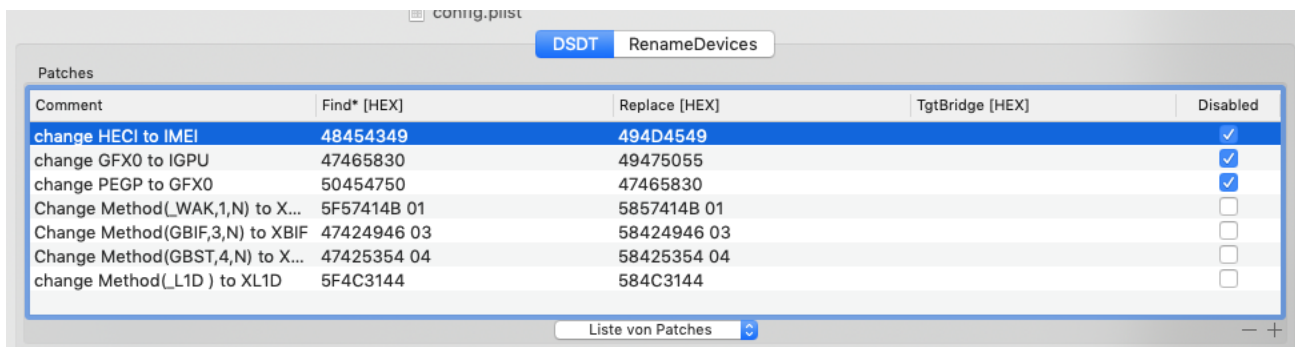 config.plist
DSDT RenameDevices
Patches
Comment Find* [HEX] Replace [HEX] TgtBridge [HEX] Disabled
change HECI to IMEI 48454349 494D4549
change GFX0 to IGPU 47465830 49475055
change PEGP to GFX0 50454750 47465830
Change Method(_WAK,1,N) to X... 5F57414B 01 5857414B 01
Change Method(GBIF,3,N) to XBIF 47424946 03 58424946 03
Change Method(GBST,4,N) to X... 47425354 04 58425354 04
change Method(_L1D ) to XL1D 5F4C3144 584C3144
Liste von Patches